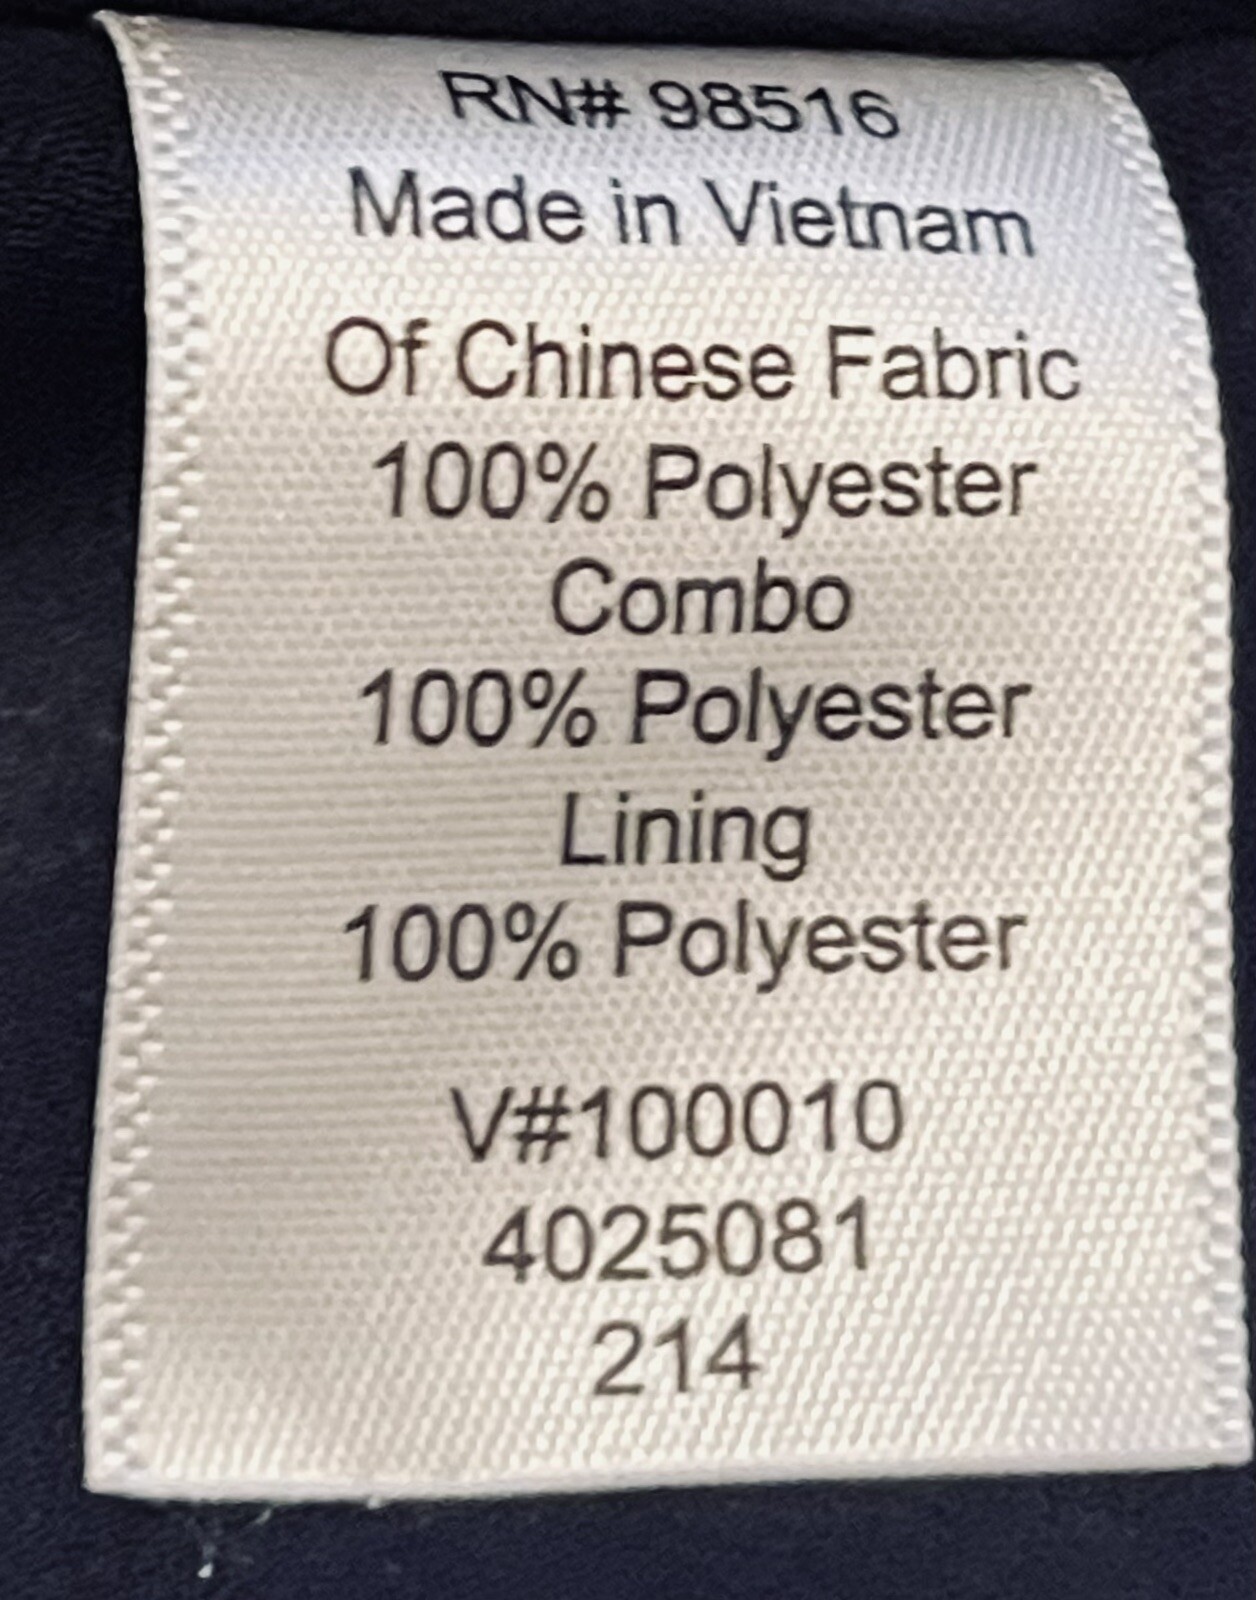 RN# 98516
Made in Vietnam
Of Chinese Fabric
100% Polyester
Combo
100% Polyester
Lining
100% Polyester
V#100010
4025081
214